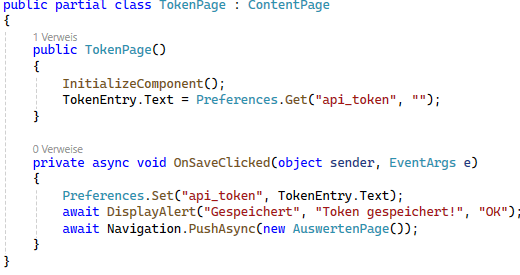 public partial class TokenPage : ContentPage
{
1 Verweis
public TokenPage()
{
InitializeComponent();
TokenEntry.Text = Preferences.Get("api_token", "");
}
0 Verweise
private async void OnSaveClicked(object sender, EventArgs e)
{
Preferences.Set("api_token", TokenEntry.Text);
await DisplayAlert("Gespeichert", "Token gespeichert!", "OK");
await Navigation.PushAsync(new AuswertenPage());
}
}